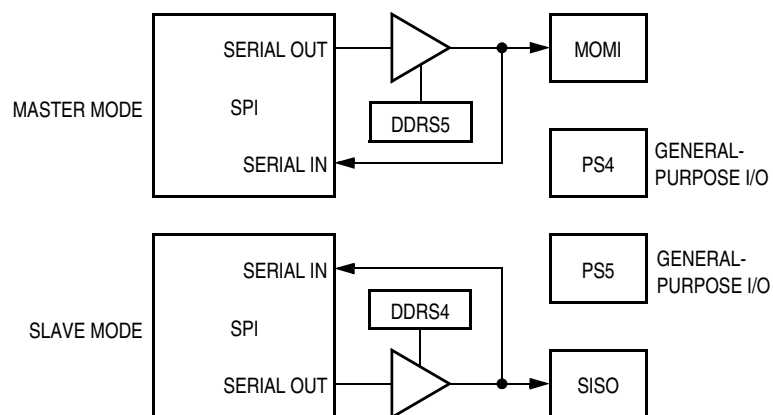 SERIAL OUT
MOMI
MASTER MODE
SPI
DDRS5
SERIAL IN
PS4
GENERAL-
PURPOSE I/O
SERIAL IN
PS5
GENERAL-
PURPOSE I/O
DDRS4
SLAVE MODE
SPI
SERIAL OUT
SISO